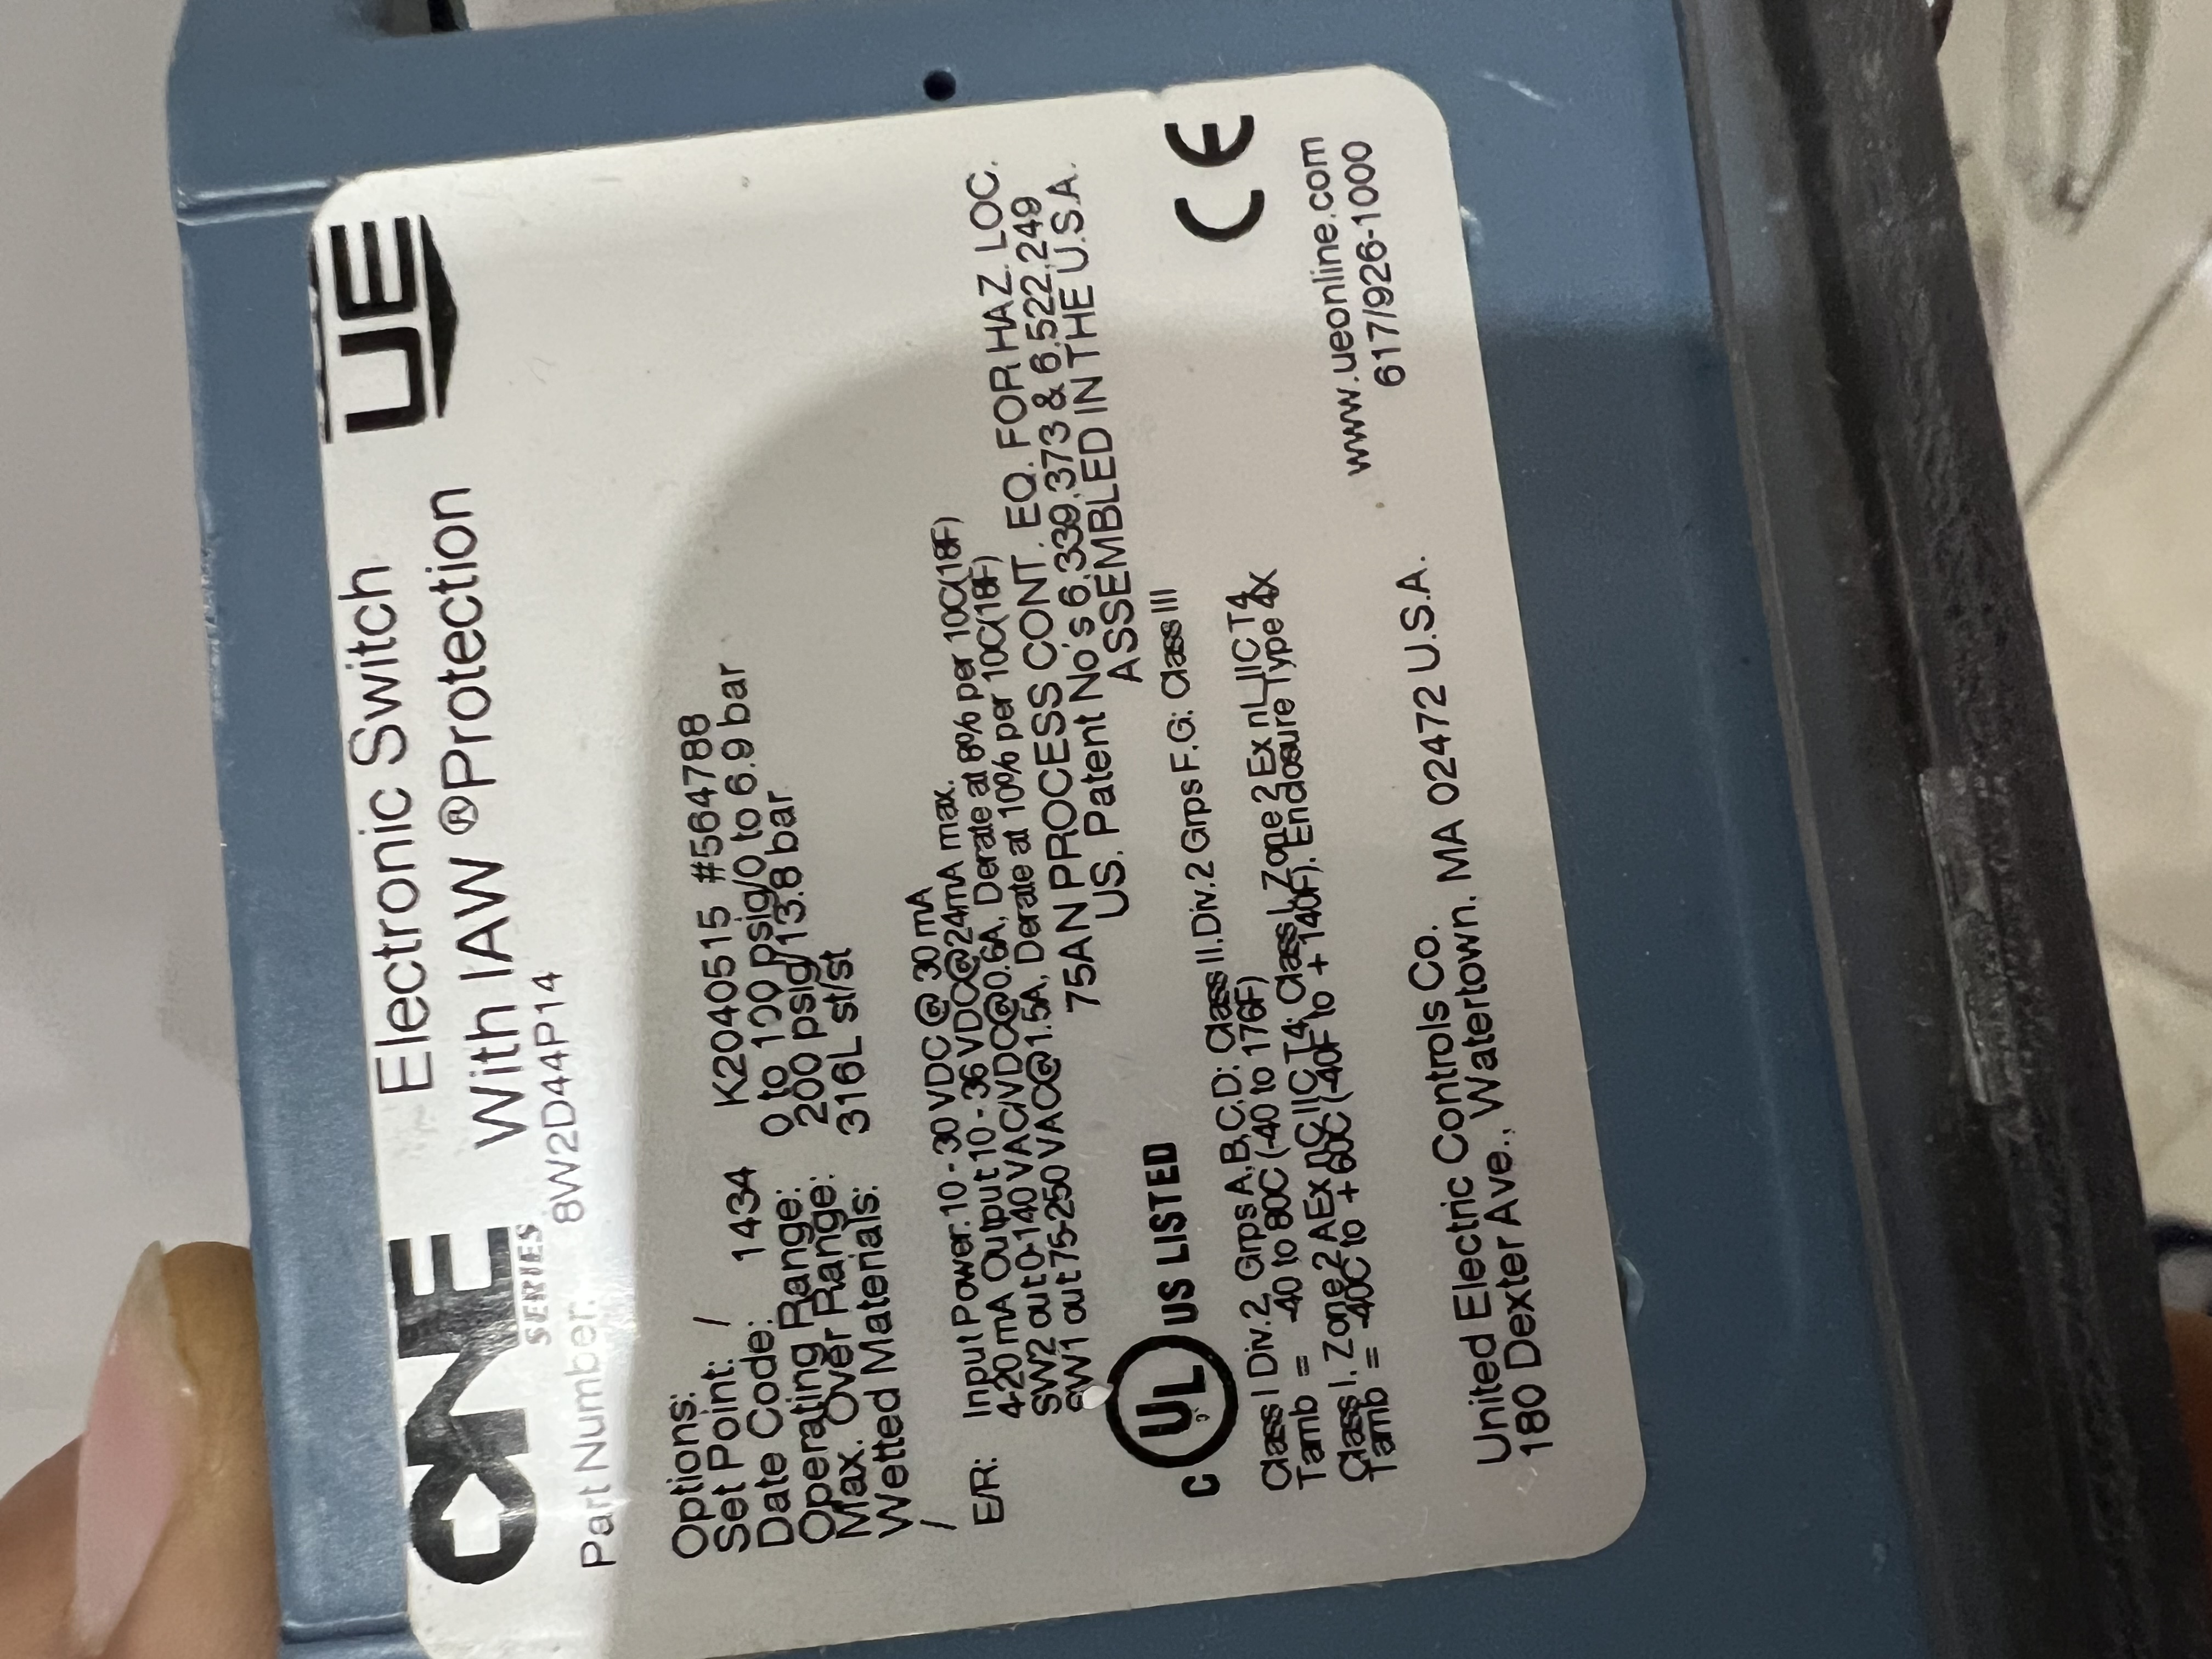 ONE SERIES
Electronic Switch
With IAW ® Protection
UE
Part Number: 8W2D44P14
Options:
Set Point: /
Date Code: 1434 K2040515 #564788
Operating Range: 0 to 100 psig/0 to 6.9 bar
Max. Over Range: 200 psig/13.8 bar
Wetted Materials: 316L st/st
/
E/R: Input Power: 10 - 30 VDC @ 30 mA
4-20 mA Output 10 - 36 VDC@24mA max.
SW2 out 0-140 VAC/VDC@0.6A, Derate at 8% per 10C(18F)
SW1 out 75-250 VAC@1.5A, Derate at 10% per 10C(18F)
75AN PROCESS CONT. EQ. FOR HAZ. LOC.
US. Patent No's 6,339,373 & 6,522,249
ASSEMBLED IN THE U.S.A.
C UL US LISTED
CE
Class I Div.2 Grps A,B,C,D: Class II.Div.2 Grps F.G: Class III
Tamb = -40 to 80C (-40 to 176F)
Class I. Zone 2 AEx nC IIC T4: Class I, Zone 2 Ex nL IIC T4
Tamb = -40C to + 60C (-40F to + 140F). Enclosure Type 4X
United Electric Controls Co.
180 Dexter Ave., Watertown. MA 02472 U.S.A.
www.ueonline.com
617/926-1000